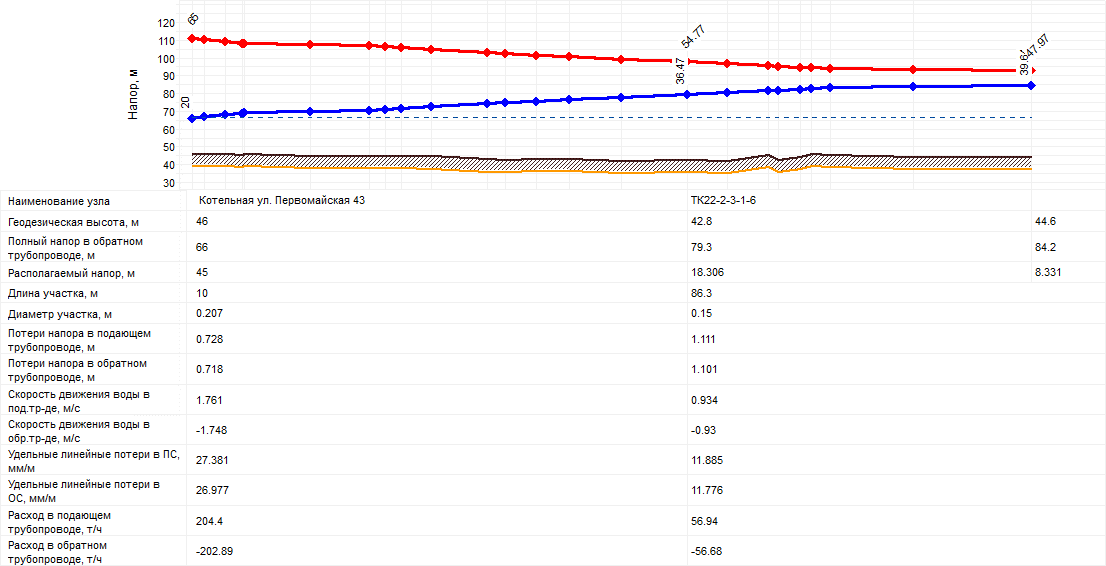 65
54.77
47.97
120
110
100
90
80
70
60
50
40
30
Напор, м
20
36.47
Наименование узла
Котельная ул. Первомайская 43
ТК22-2-3-1-6
Геодезическая высота, м
46
42.8
44.6
Полный напор в обратном
трубопроводе, м
66
79.3
84.2
Располагаемый напор, м
45
18.306
8.331
Длина участка, м
10
86.3
Диаметр участка, м
0.207
0.15
Потери напора в подающем
трубопроводе, м
0.728
1.111
Потери напора в обратном
трубопроводе, м
0.718
1.101
Скорость движения воды в
под.тр-де, м/с
1.761
0.934
Скорость движения воды в
обр.тр-де, м/с
-1.748
-0.93
Удельные линейные потери в ПС,
мм/м
27.381
11.885
Удельные линейные потери в
ОС, мм/м
26.977
11.776
Расход в подающем
трубопроводе, т/ч
204.4
56.94
Расход в обратном
трубопроводе, т/ч
-202.89
-56.68